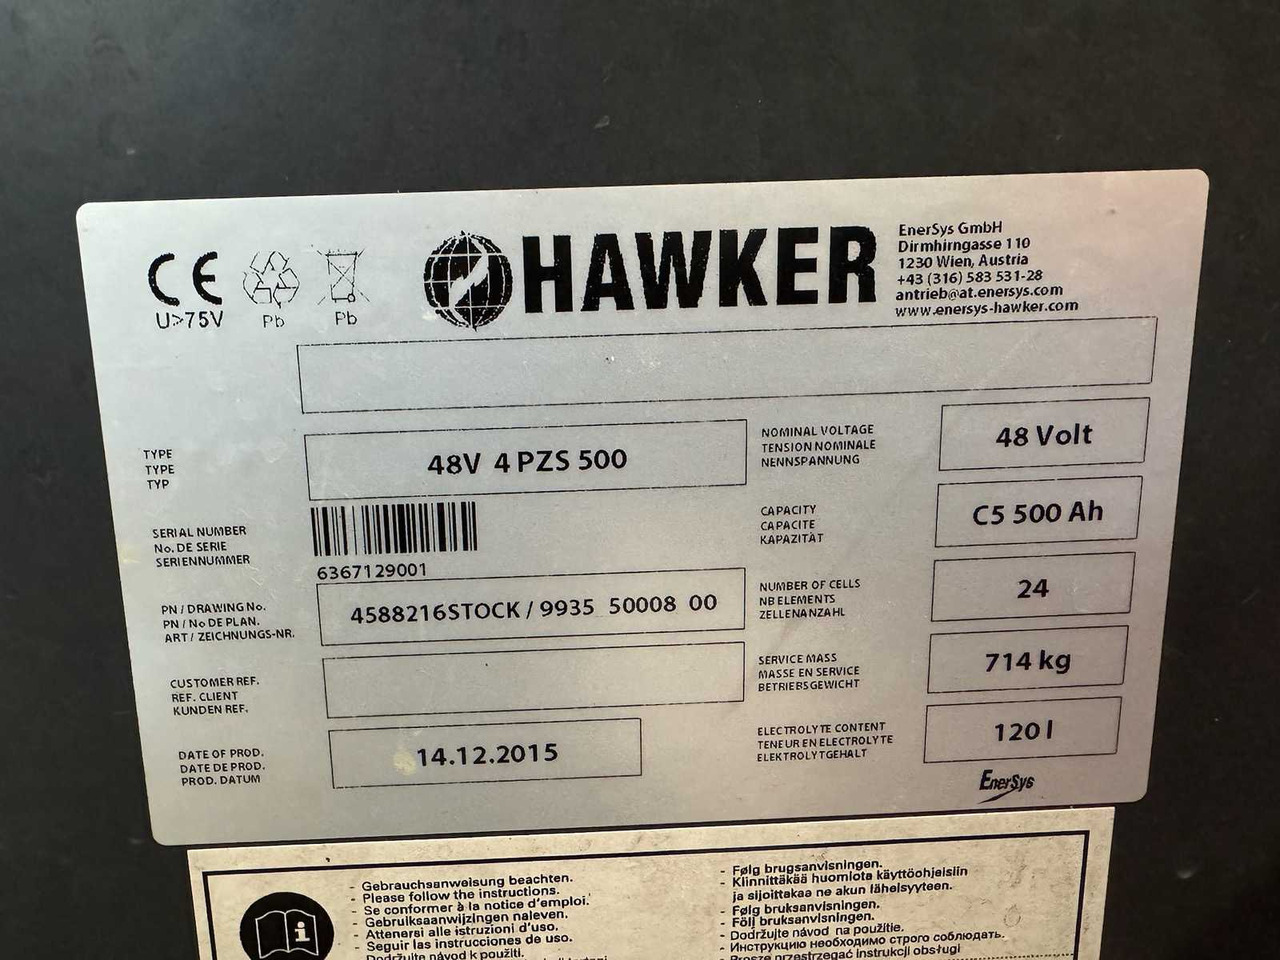 CE
U>75V
Pb
Pb
HAWKER
EnerSys GmbH
Dirmhirngasse 110
1230 Wien, Austria
+43 (316) 583 531-28
antrieb@at.enersys.com
www.enersys-hawker.com
TYPE
TYPE
TYP
48V 4 PZS 500
SERIAL NUMBER
No. DE SERIE
SERIENNUMMER
6367129001
PN / DRAWING No.
PN / No DE PLAN.
ART / ZEICHNUNGS-NR.
4588216STOCK / 9935 50008 00
CUSTOMER REF.
REF. CLIENT
KUNDEN REF.
DATE OF PROD.
DATE DE PROD.
PROD. DATUM
14.12.2015
NOMINAL VOLTAGE
TENSION NOMINALE
NENNSPANNUNG
48 Volt
CAPACITY
CAPACITE
KAPAZITÄT
C5 500 Ah
NUMBER OF CELLS
NB ELEMENTS
ZELLENANZAHL
24
SERVICE MASS
MASSE EN SERVICE
BETRIEBSGEWICHT
714 kg
ELECTROLYTE CONTENT
TENEUR EN ELECTROLYTE
ELEKTROLYTGEHALT
120 l
EnerSys
- Gebrauchsanweisung beachten.
- Please follow the instructions.
- Se conformer à la notice d'emploi.
- Gebruiksaanwijzingen naleven.
- Attenersi alle istruzioni d'uso.
- Seguir las instrucciones de uso.
Dodržujte návod k použití.
- Følg brugsanvisningen.
- Klinnittäkää huomiota käyttöohjeisiin
ja sijoittakaa ne akun läheisyyteen.
- Følg bruksanvisningen.
- Följ bruksanvisningen.
- Dodržujte návod na použitie.
- Инструкцию необходимо строго соблюдать.
Proszę przestrzegać instrukcji obsługi